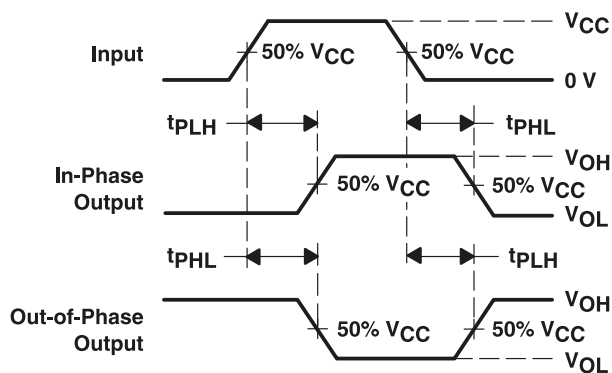 VCC
Input
50% VCC
50% VCC
0 V
tPLH
tPHL
VOH
In-Phase
Output
50% VCC
50% VCC
VOL
tPHL
tPLH
VOH
Out-of-Phase
Output
50% VCC
50% VCC
VOL